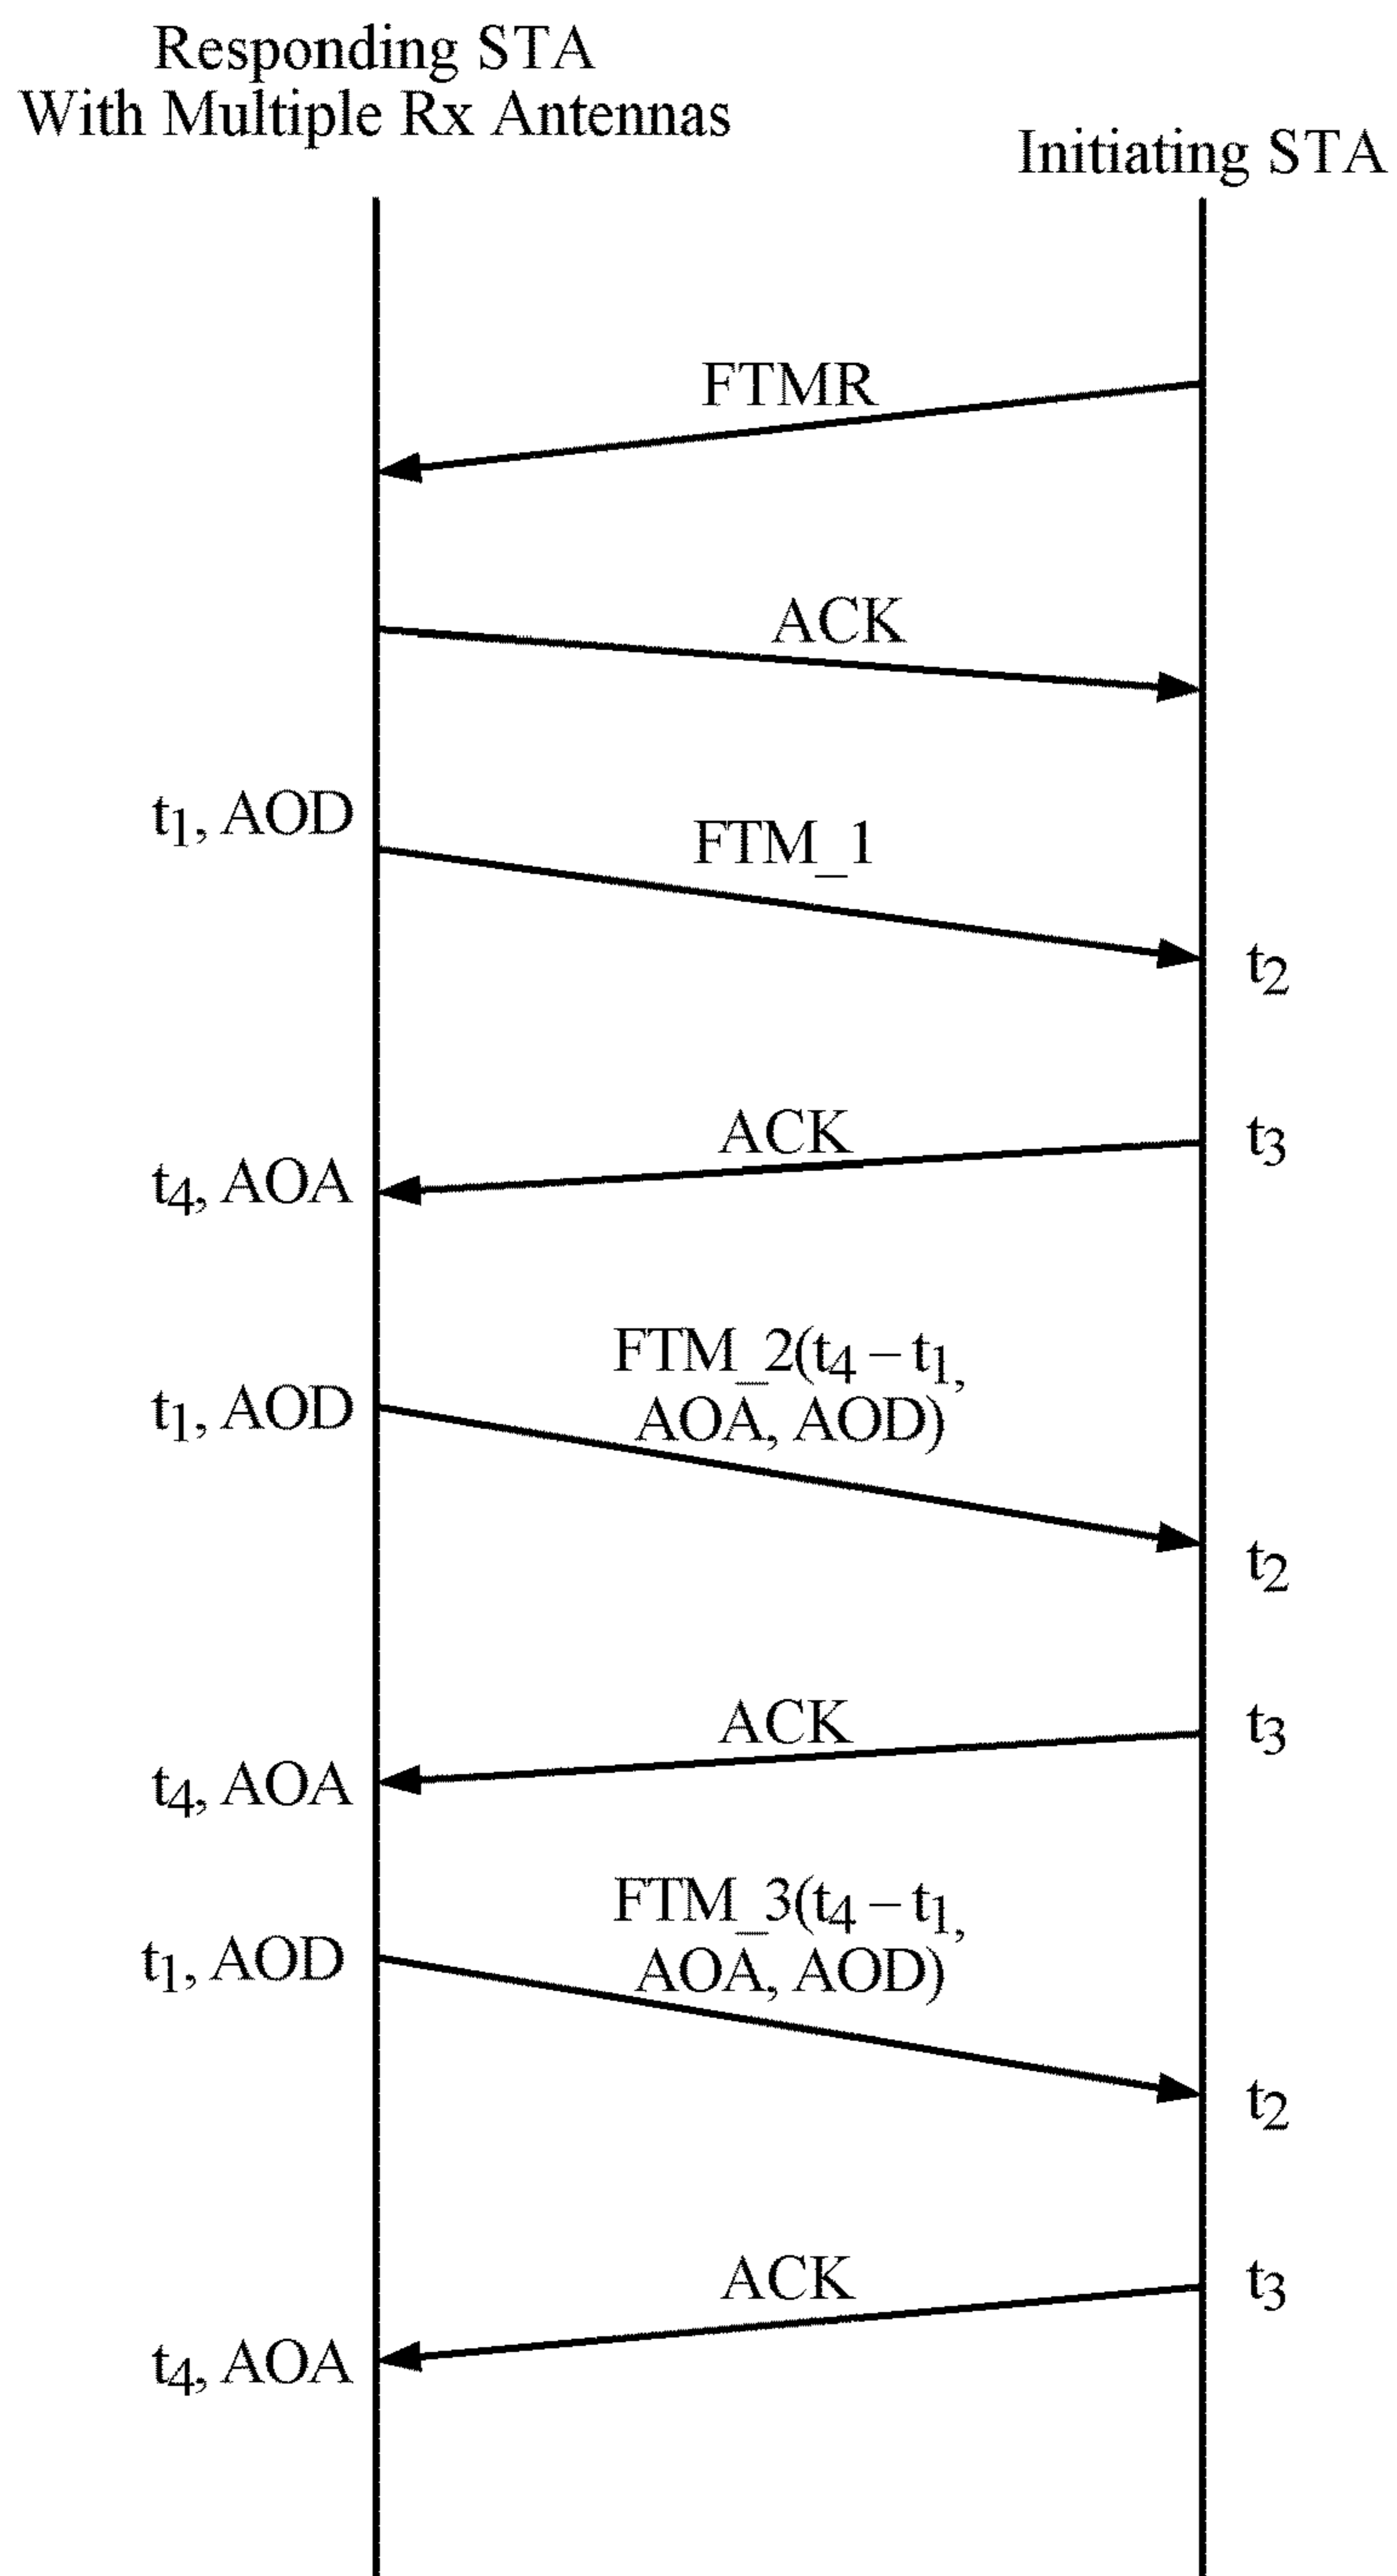 Responding STA
With Multiple Rx Antennas
Initiating STA
FTMR
ACK
t1, AOD
FTM_1
t2
ACK
t3
t4, AOA
FTM_2(t4 – t1,
AOA, AOD)
t1, AOD
t2
ACK
t3
t4, AOA
FTM_3(t4 – t1,
AOA, AOD)
t1, AOD
t2
ACK
t3
t4, AOA